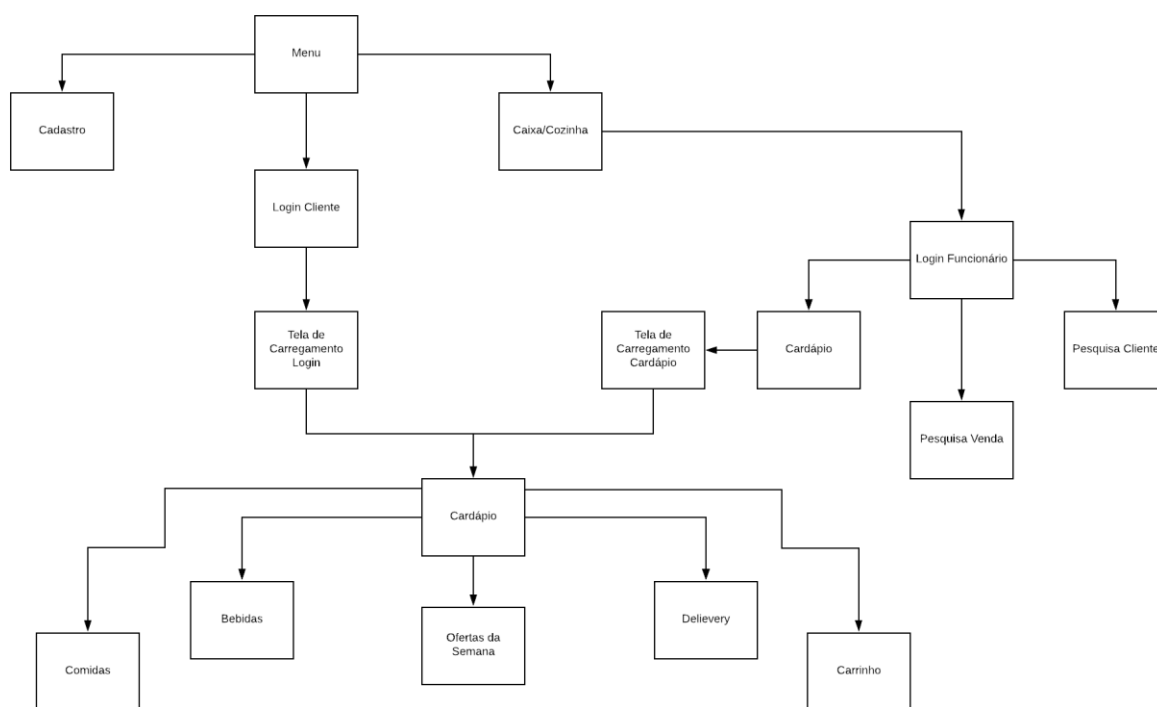 Menu
Cadastro
Caixa/Cozinha
Login Cliente
Login Funcionário
Tela de
Carregamento
Login
Tela de
Carregamento
Cardápio
Cardápio
Pesquisa Cliente
Pesquisa Venda
Cardápio
Bebidas
Ofertas da
Semana
Delievery
Comidas
Carrinho